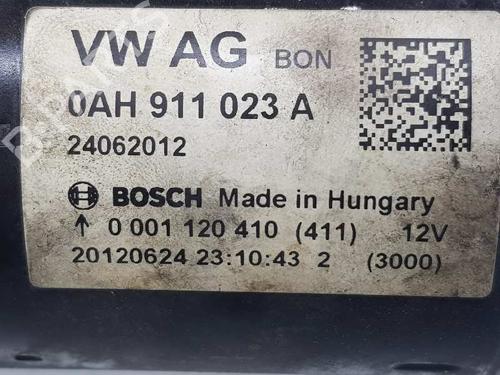 VW AG BON
0AH 911 023 A
24062012
BOSCH Made in Hungary
↑ 0 001 120 410 (411) 12V
20120624 23:10:43 2 (3000)